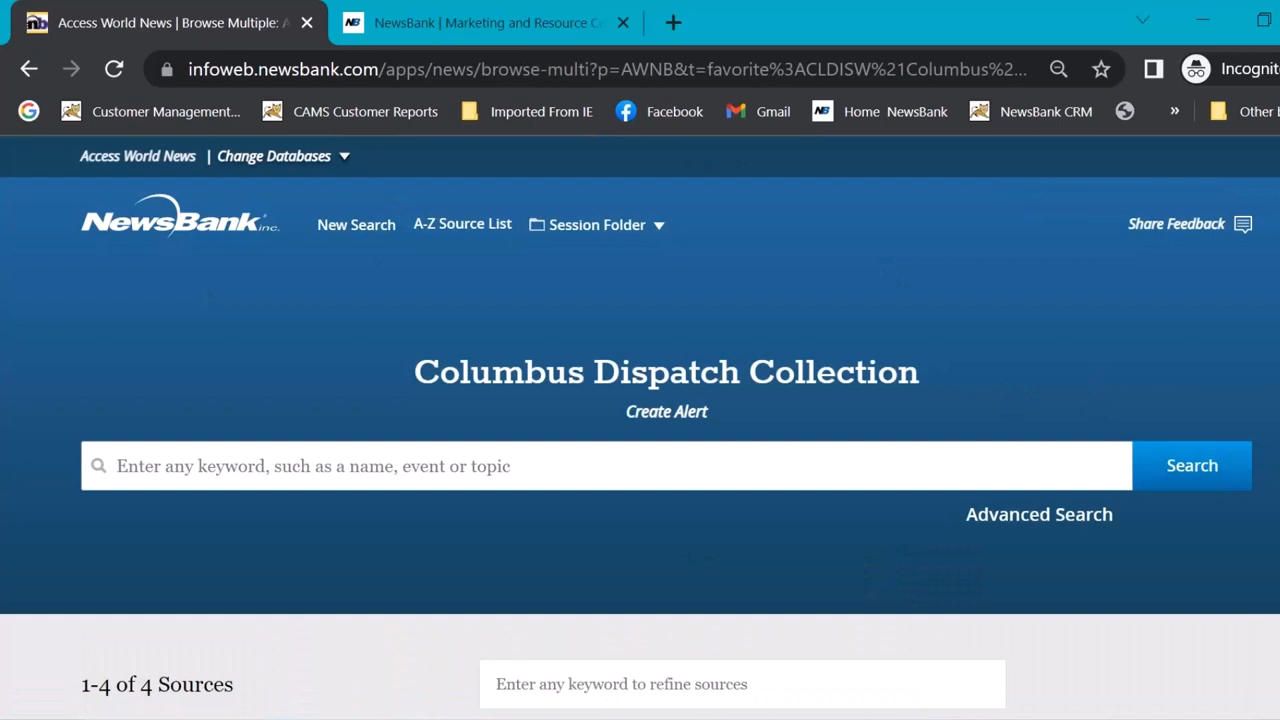 Access World News | Browse Multiple: A
NewsBank | Marketing and Resource Ce
infoweb.newsbank.com/apps/news/browse-multi?p=AWNB&t=favorite%3ACLDISW%21Columbus%2...
Incognit
Customer Management...
CAMS Customer Reports
Imported From IE
Facebook
Gmail
NB Home NewsBank
NewsBank CRM
»
Other
Access World News | Change Databases
NewsBank inc.
New Search
A-Z Source List
Session Folder
Share Feedback
Columbus Dispatch Collection
Create Alert
Enter any keyword, such as a name, event or topic
Search
Advanced Search
1-4 of 4 Sources
Enter any keyword to refine sources